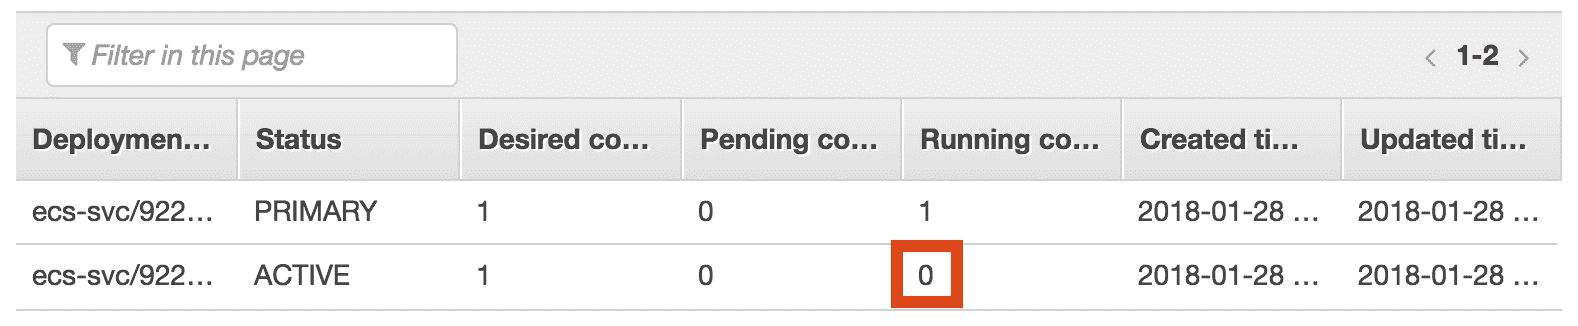 Filter in this page
< 1-2 >
Deploymen... Status Desired co... Pending co... Running co... Created ti... Updated ti...
ecs-svc/922... PRIMARY 1 0 1 2018-01-28 ... 2018-01-28 ...
ecs-svc/922... ACTIVE 1 0 0 2018-01-28 ... 2018-01-28 ...